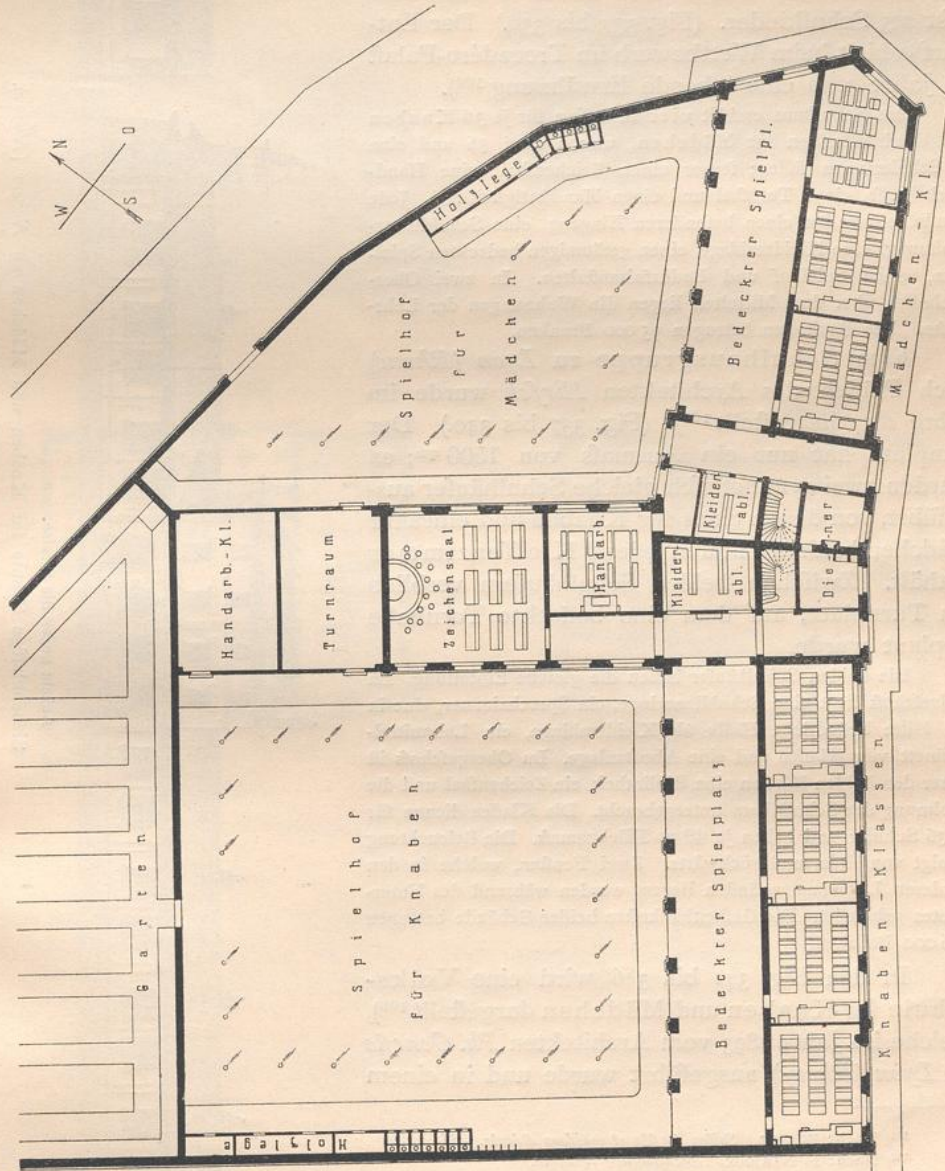 N
O
S
W
Holzlege
Spielhof
für
Mädchen
Bedeckter Spielpl.
Mädchen-Kl.
Handarb.-Kl.
Turnraum
Zeichensaal
Handarb.
Kleider
abl.
Kleider
abl.
Die-
-ner
Garten
Spielhof
für Knaben
Bedeckter Spielplatz
Knaben-Klassen
Holzlege